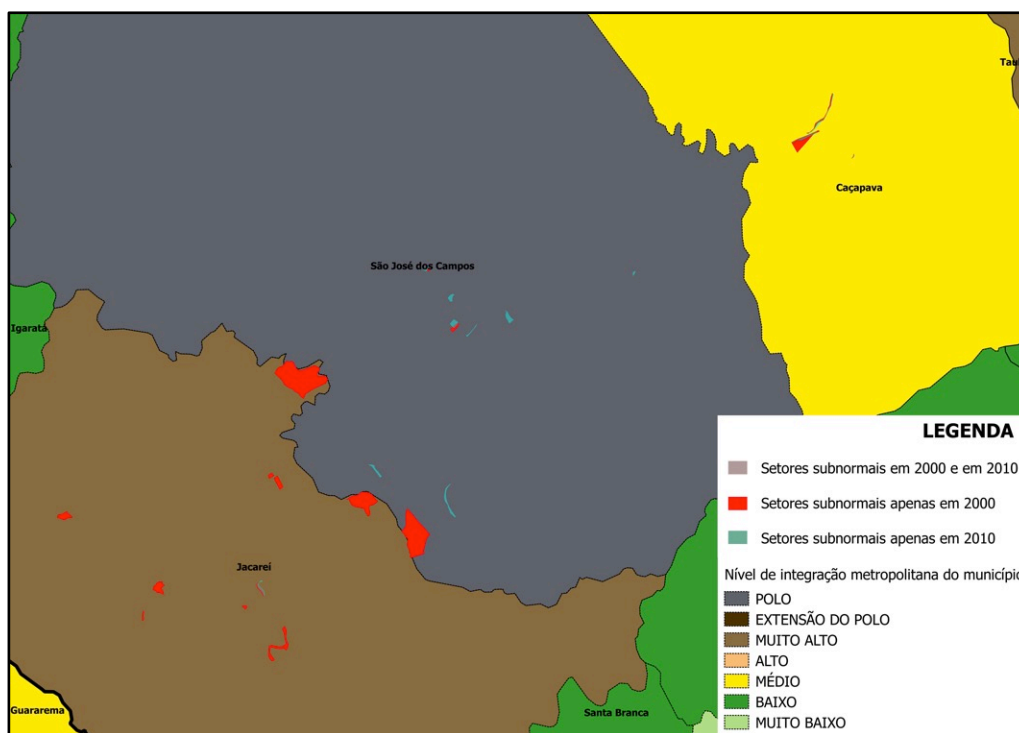 Tau
Caçapava
São José dos Campos
Igaratá
Jacareí
Guararema
Santa Branca
LEGENDA
Setores subnormais em 2000 e em 2010
Setores subnormais apenas em 2000
Setores subnormais apenas em 2010
Nível de integração metropolitana do município
POLO
EXTENSÃO DO POLO
MUITO ALTO
ALTO
MÉDIO
BAIXO
MUITO BAIXO